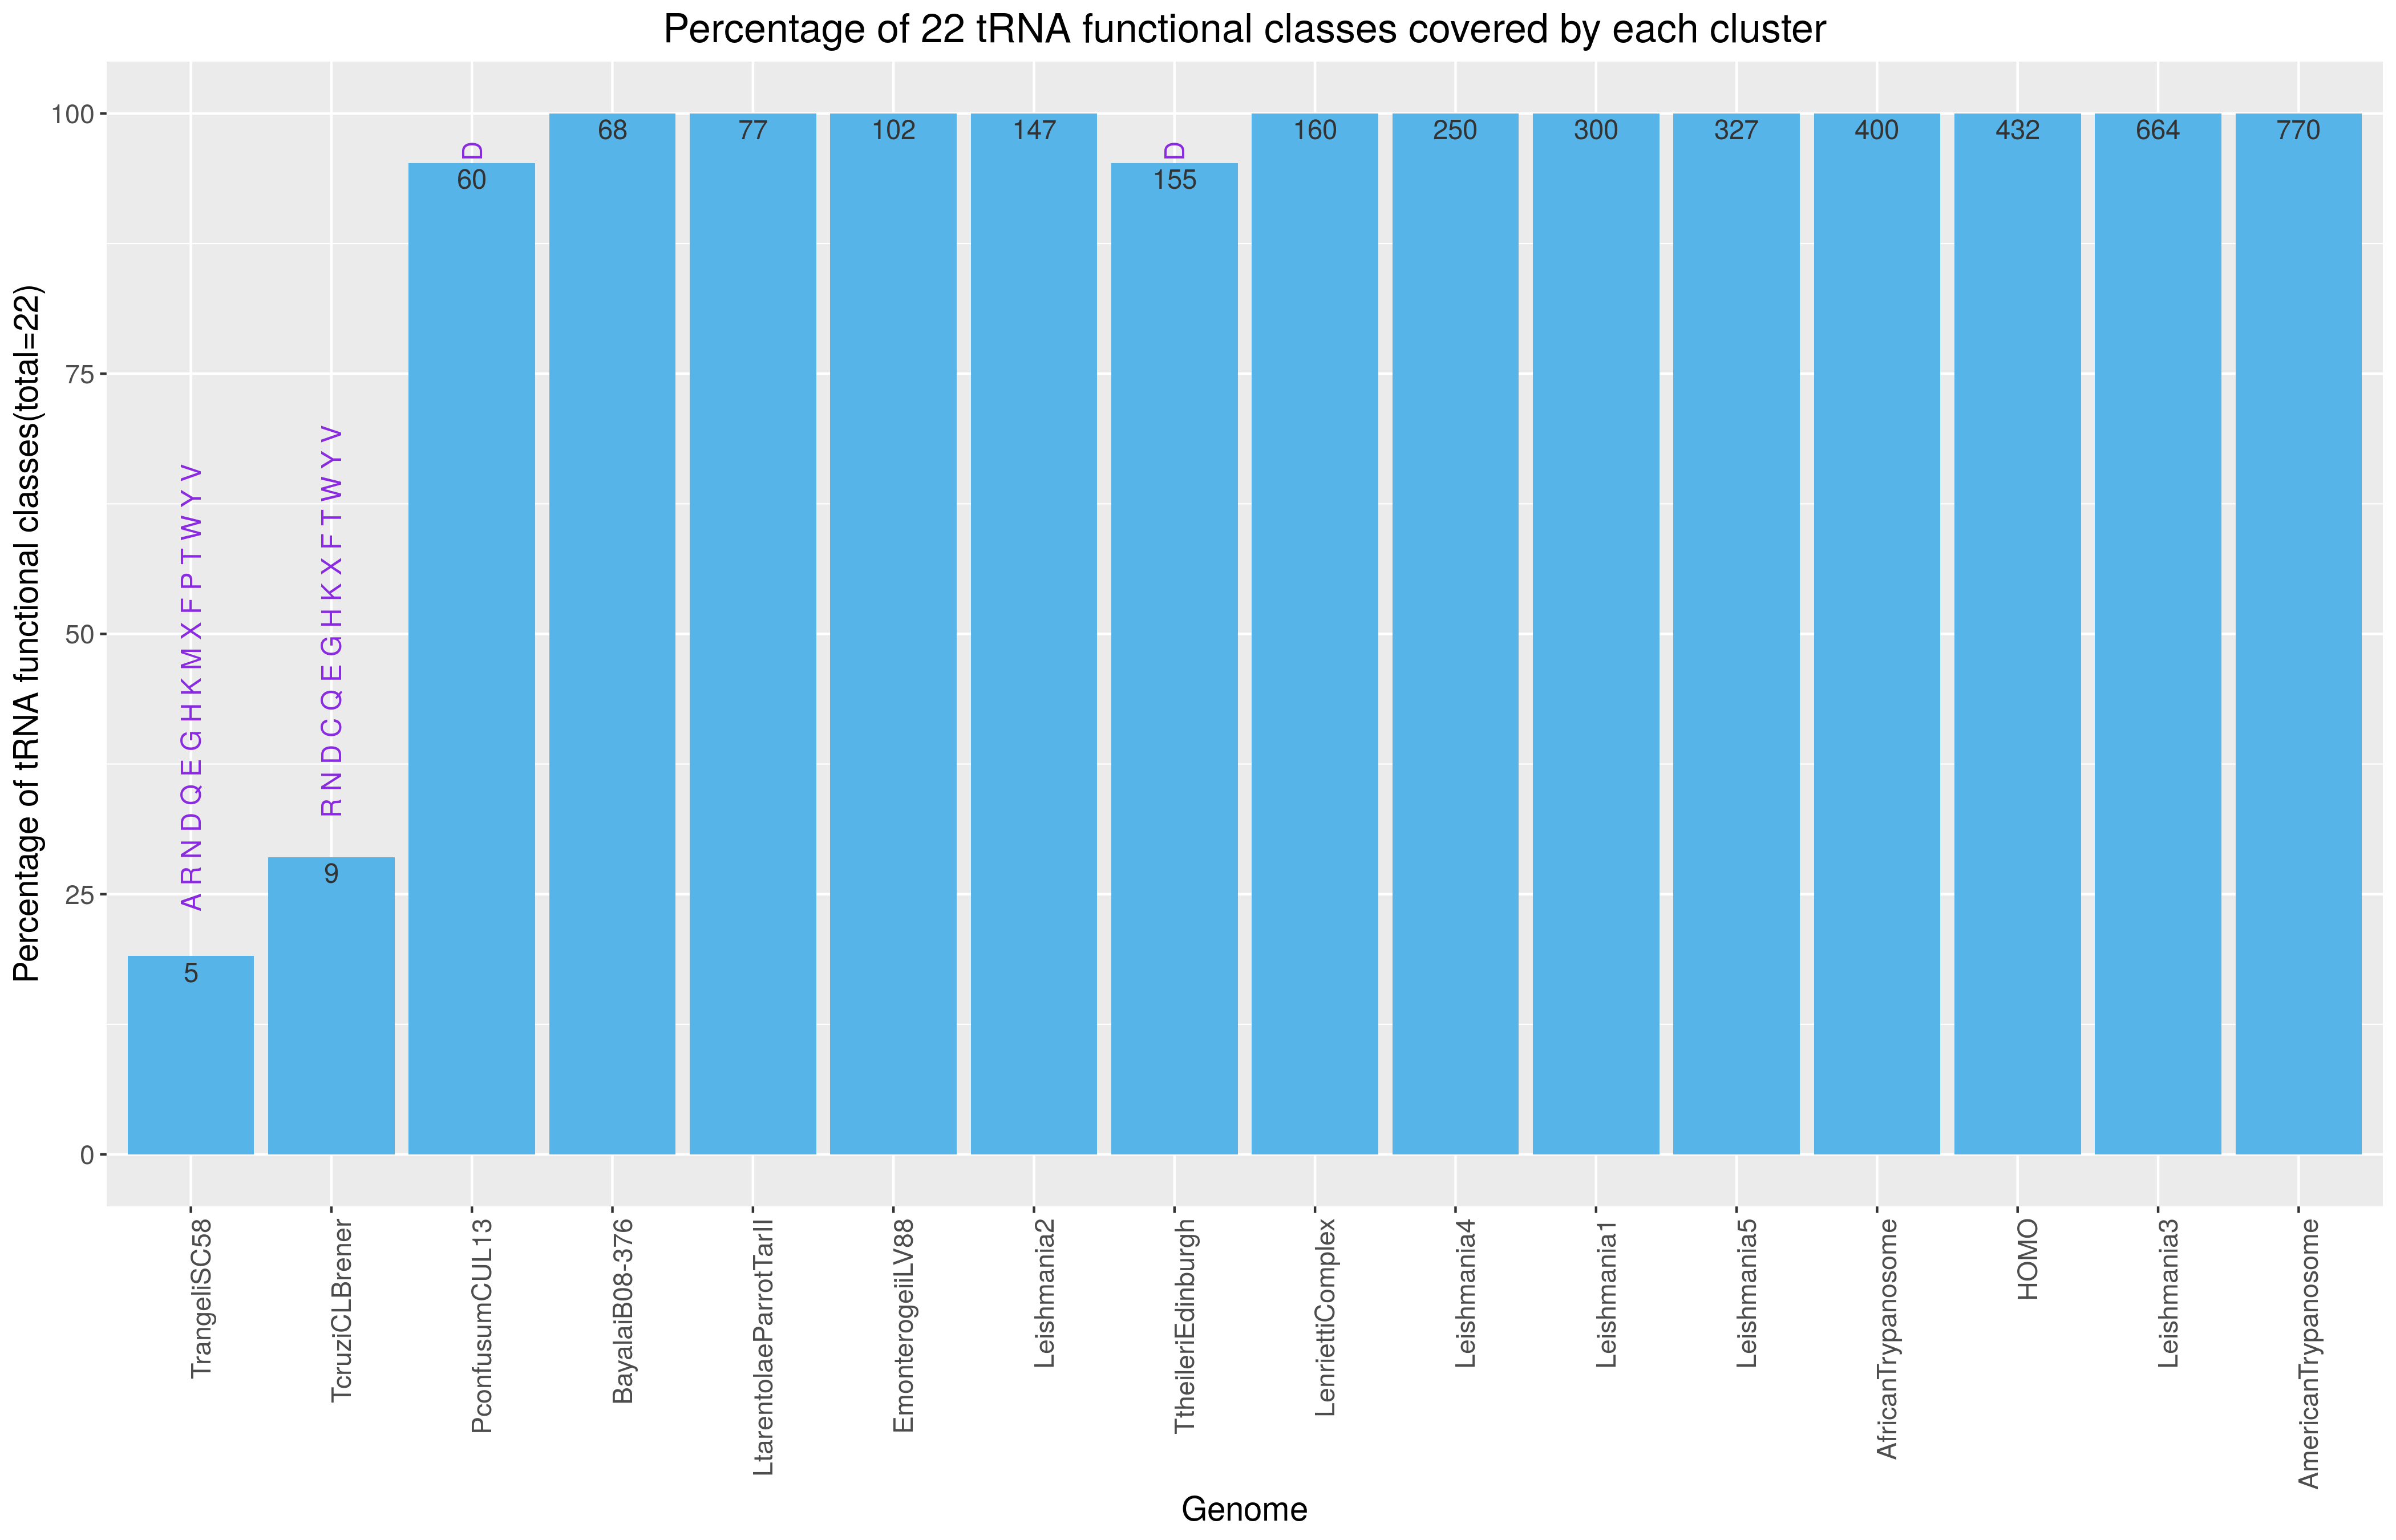 Percentage of 22 tRNA functional classes covered by each cluster
Percentage of tRNA functional classes(total=22)
100
75
50
25
0
A R N D Q E G H K M X F P T W Y V
5
R N D C Q E G H K X F T W Y V
9
D
60
68
77
102
147
D
155
160
250
300
327
400
432
664
770
TrangeliSC58
TcruziCLBrener
PconfusumCUL13
BayalaiB08-376
LtarentolaeParrotTarII
EmonterogeiiLV88
Leishmania2
TtheileriEdinburgh
LenriettiComplex
Leishmania4
Leishmania1
Leishmania5
AfricanTrypanosome
HOMO
Leishmania3
AmericanTrypanosome
Genome